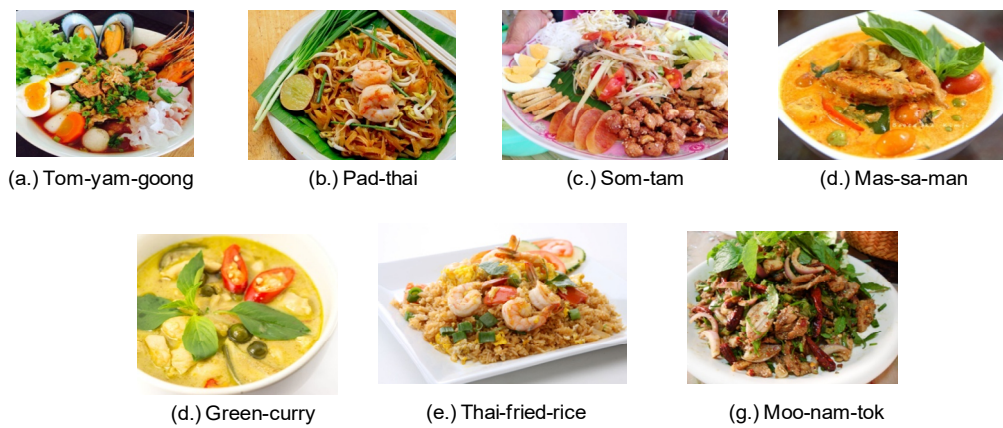 (a.) Tom-yam-goong
(b.) Pad-thai
(c.) Som-tam
(d.) Mas-sa-man
(d.) Green-curry
(e.) Thai-fried-rice
(g.) Moo-nam-tok